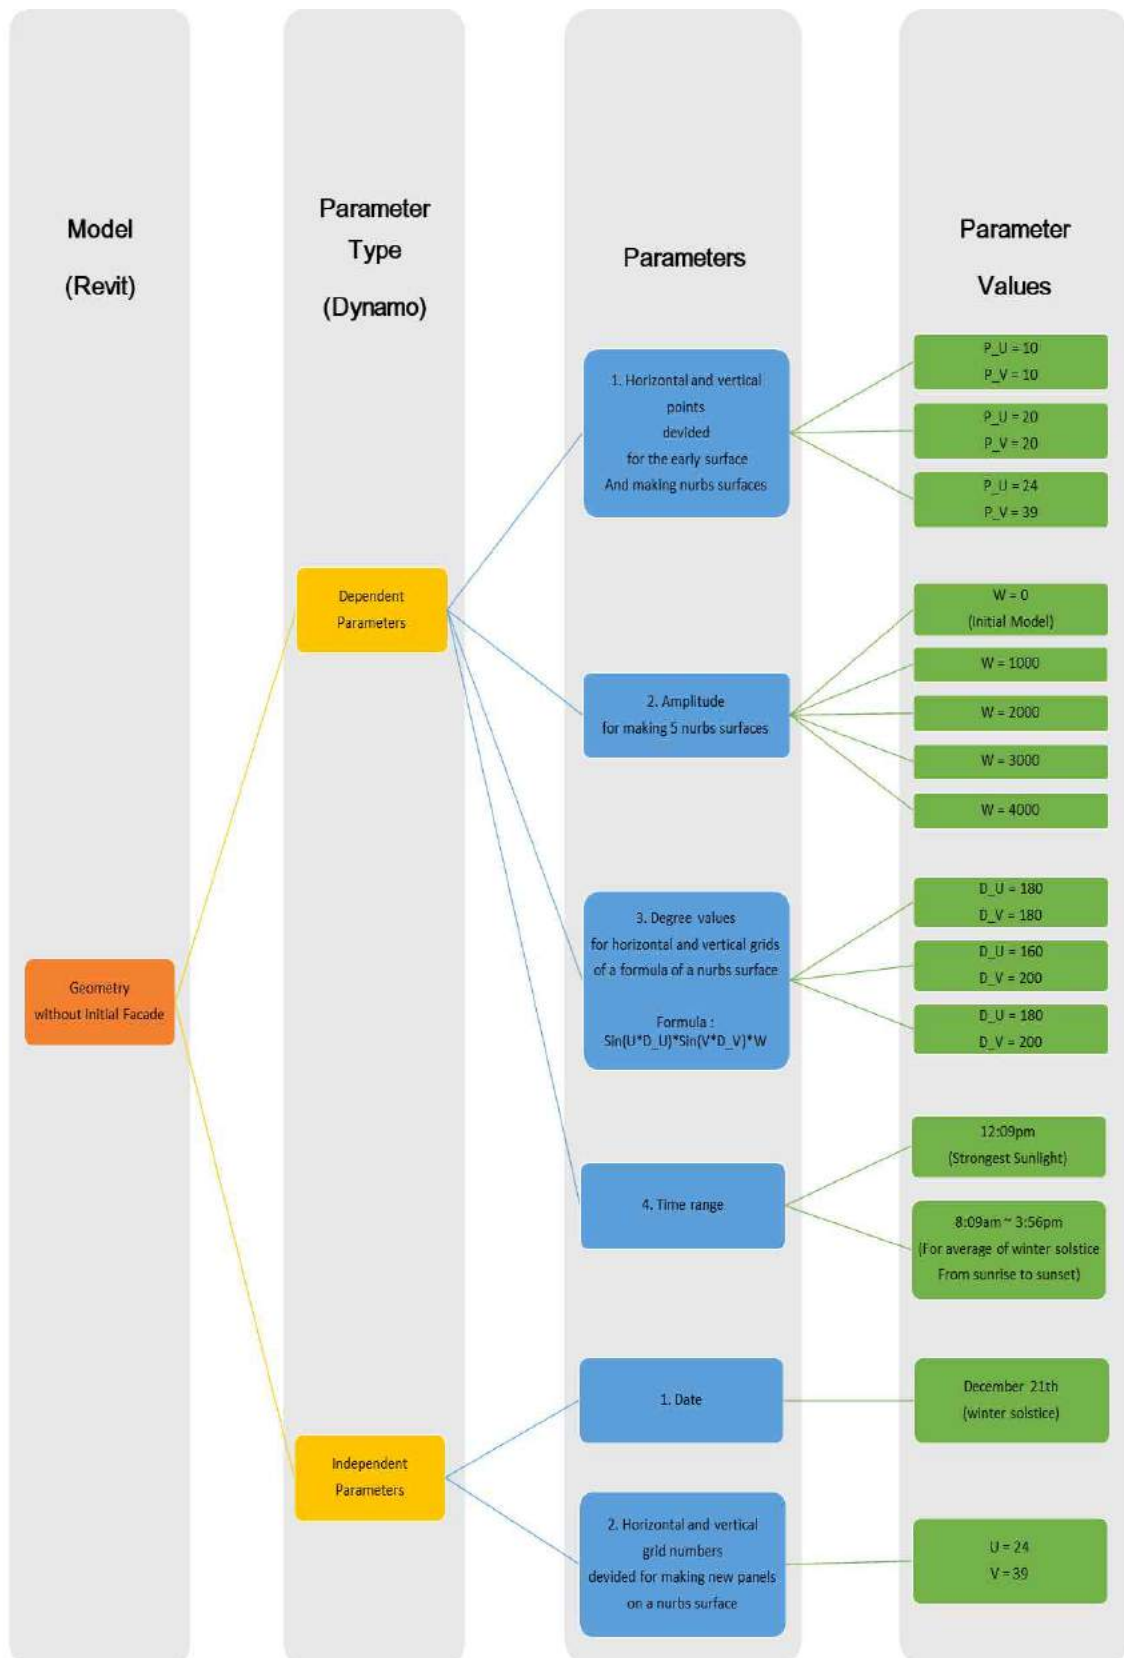 Model
(Revit)
Parameter
Type
(Dynamo)
Parameters
Parameter
Values
Geometry
without Initial Facade
Dependent
Parameters
Independent
Parameters
1. Horizontal and vertical
points
devided
for the early surface
And making nurbs surfaces
2. Amplitude
for making 5 nurbs surfaces
3. Degree values
for horizontal and vertical grids
of a formula of a nurbs surface
Formula :
Sin(U*D_U)*Sin(V*D_V)*W
4. Time range
1. Date
2. Horizontal and vertical
grid numbers
devided for making new panels
on a nurbs surface
P_U = 10
P_V = 10
P_U = 20
P_V = 20
P_U = 24
P_V = 39
W = 0
(Initial Model)
W = 1000
W = 2000
W = 3000
W = 4000
D_U = 180
D_V = 180
D_U = 160
D_V = 200
D_U = 180
D_V = 200
12:09pm
(Strongest Sunlight)
8:09am ~ 3:56pm
(For average of winter solstice
From sunrise to sunset)
December 21th
(winter solstice)
U = 24
V = 39